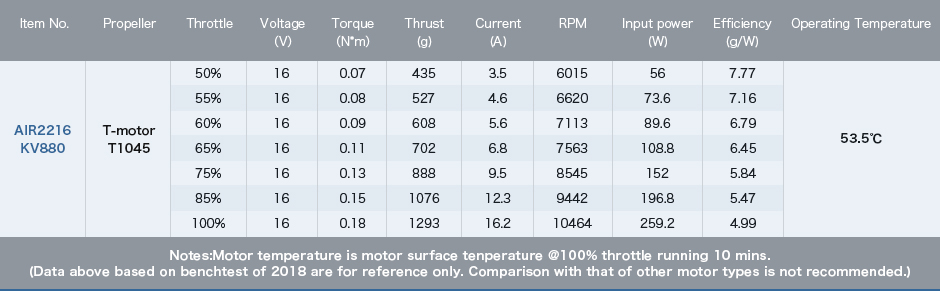 Item No. Propeller Throttle Voltage (V) Torque (N*m) Thrust (g) Current (A) RPM Input power (W) Efficiency (g/W) Operating Temperature
AIR2216 KV880 T-motor T1045 53.5℃
50% 16 0.07 435 3.5 6015 56 7.77
55% 16 0.08 527 4.6 6620 73.6 7.16
60% 16 0.09 608 5.6 7113 89.6 6.79
65% 16 0.11 702 6.8 7563 108.8 6.45
75% 16 0.13 888 9.5 8545 152 5.84
85% 16 0.15 1076 12.3 9442 196.8 5.47
100% 16 0.18 1293 16.2 10464 259.2 4.99
Notes:Motor temperature is motor surface tenperature @100% throttle running 10 mins.
(Data above based on benchtest of 2018 are for reference only. Comparison with that of other motor types is not recommended.)